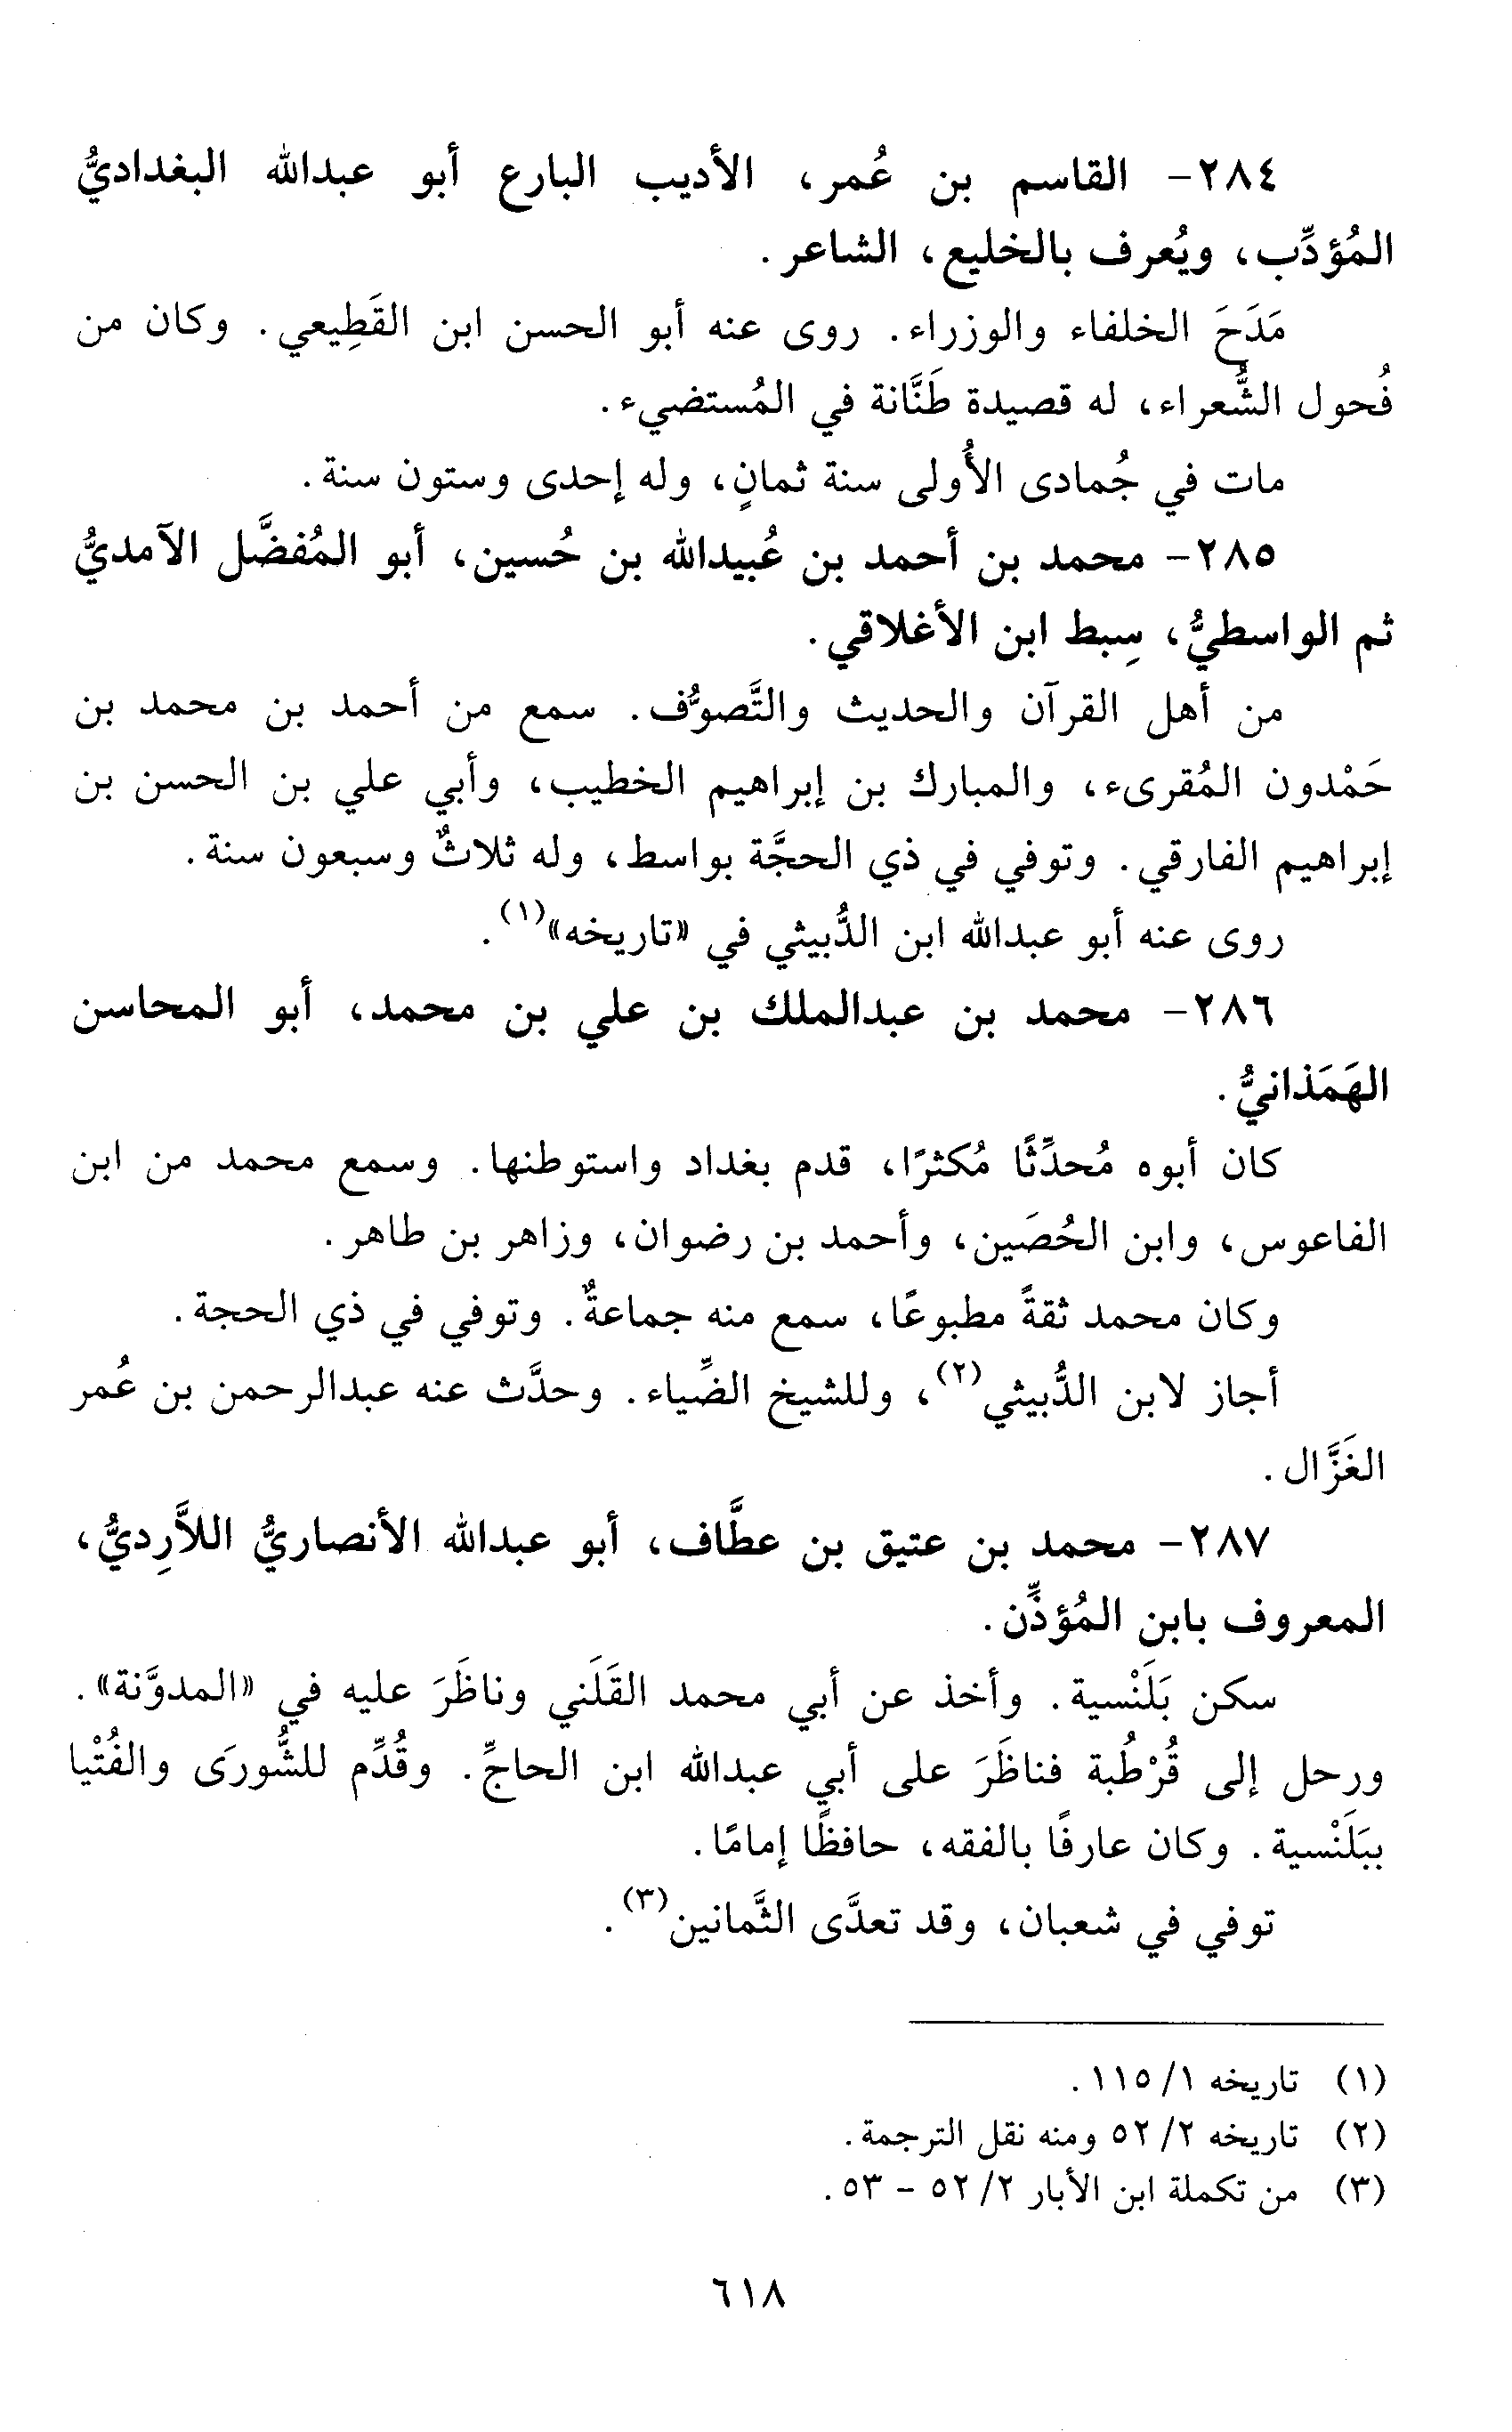 ٢٨٤- القاسم بن عُمر، الأديب البارع أبو عبدالله البغداديُّ
المُؤدِّب، ويُعرف بالخليع، الشاعر.
مَدَحَ الخلفاء والوزراء. روى عنه أبو الحسن ابن القَطِيعي. وكان من
فُحول الشُّعراء، له قصيدة طَنَّانة في المُستضيء.
مات في جُمادى الأُولى سنة ثمانٍ، وله إحدى وستون سنة.
٢٨٥- محمد بن أحمد بن عُبيدالله بن حُسين، أبو المُفضَّل الآمديُّ
ثم الواسطيُّ، سِبط ابن الأغلاقي.
من أهل القرآن والحديث والتَّصوُّف. سمع من أحمد بن محمد بن
حَمْدون المُقرىء، والمبارك بن إبراهيم الخطيب، وأبي علي بن الحسن بن
إبراهيم الفارقي. وتوفي في ذي الحجَّة بواسط، وله ثلاثٌ وسبعون سنة.
روى عنه أبو عبدالله ابن الدُّبيثي في «تاريخه»(١).
٢٨٦- محمد بن عبدالملك بن علي بن محمد، أبو المحاسن
الهَمَذانيُّ.
كان أبوه مُحدِّثًا مُكثرًا، قدم بغداد واستوطنها. وسمع محمد من ابن
الفاعوس، وابن الحُصَين، وأحمد بن رضوان، وزاهر بن طاهر.
وكان محمد ثقةً مطبوعًا، سمع منه جماعةٌ. وتوفي في ذي الحجة.
أجاز لابن الدُّبيثي(٢)، وللشيخ الضِّياء. وحدَّث عنه عبدالرحمن بن عُمر
الغَزَّال.
٢٨٧- محمد بن عتيق بن عطَّاف، أبو عبدالله الأنصاريُّ اللاَّرِديُّ،
المعروف بابن المُؤذِّن.
سكن بَلَنْسية. وأخذ عن أبي محمد القَلَني وناظَرَ عليه في «المدوَّنة».
ورحل إلى قُرْطُبة فناظَرَ على أبي عبدالله ابن الحاجِّ. وقُدِّم للشُّورَى والفُتْيا
ببَلَنْسية. وكان عارفًا بالفقه، حافظًا إمامًا.
توفي في شعبان، وقد تعدَّى الثَّمانين(٣).
(١) تاريخه ١/ ١١٥.
(٢) تاريخه ٢/ ٥٢ ومنه نقل الترجمة.
(٣) من تكملة ابن الأبار ٢/ ٥٢ - ٥٣.
٦١٨